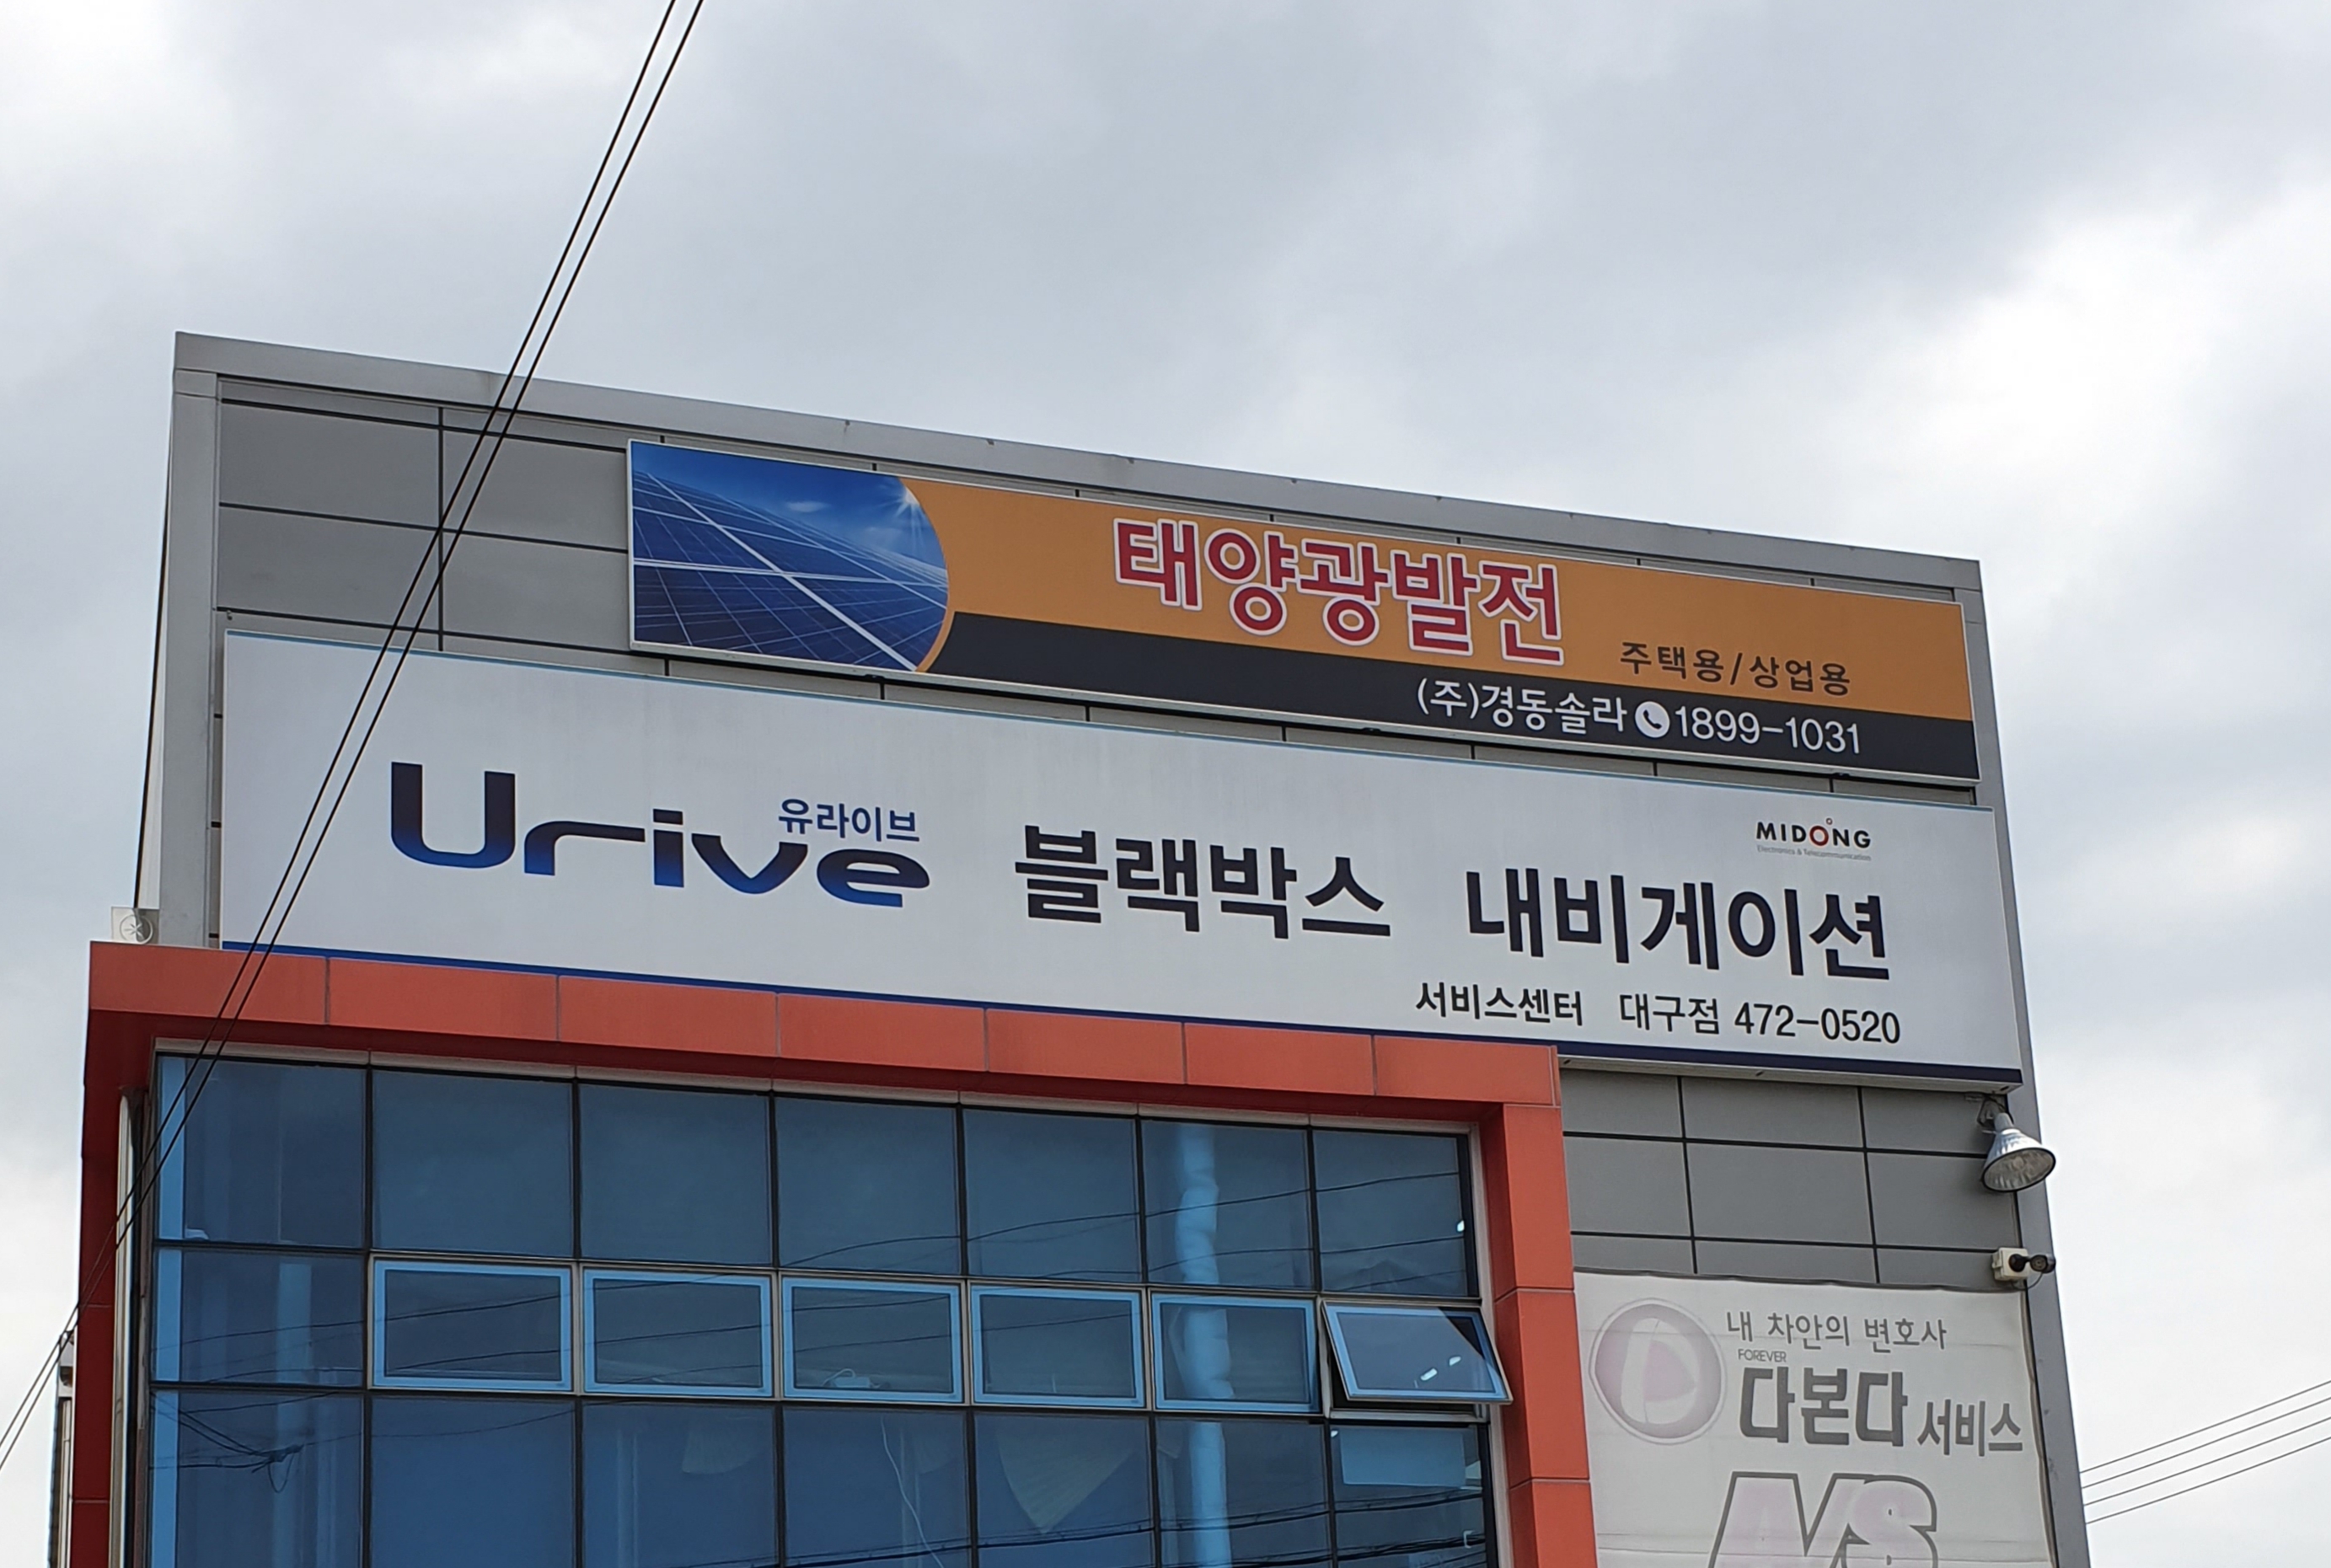 태양광발전
주택용/상업용
(주)경동솔라 1899-1031
MIDONG
Electronics & Telecommunication
유라이브
Urive 블랙박스 내비게이션
서비스센터 대구점 472-0520
내 차안의 변호사
FOREVER
다본다 서비스
A/S